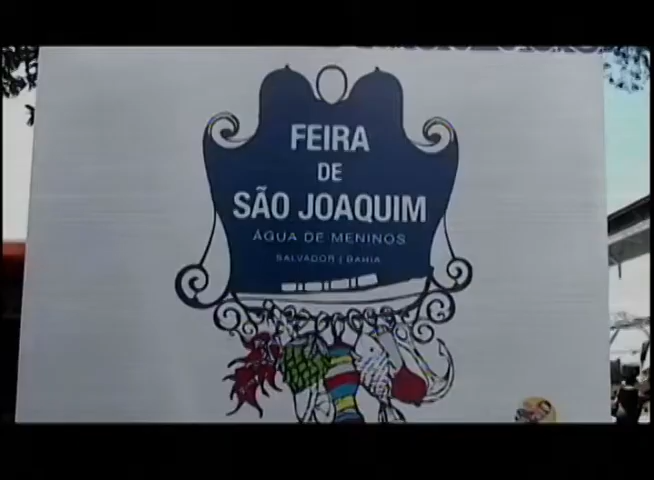 FEIRA
DE
SÃO JOAQUIM
ÁGUA DE MENINOS
SALVADOR | BAHIA